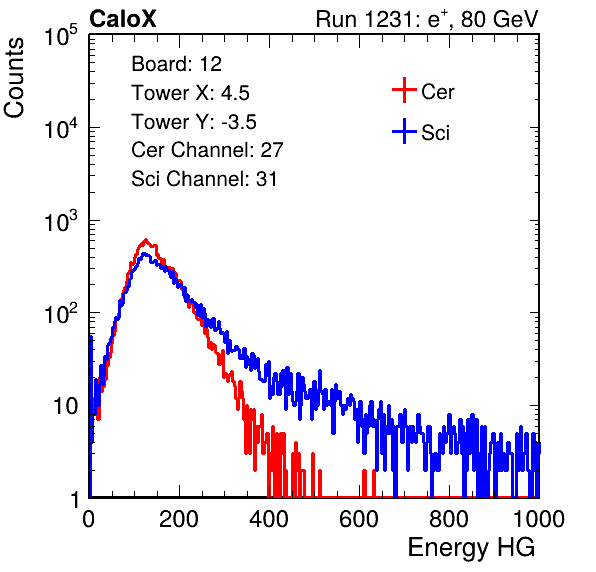 CaloX Run 1231: e⁺, 80 GeV
Counts
Board: 12
Tower X: 4.5
Tower Y: -3.5
Cer Channel: 27
Sci Channel: 31
Cer
Sci
10⁵
10⁴
10³
10²
10
1
0 200 400 600 800 1000
Energy HG